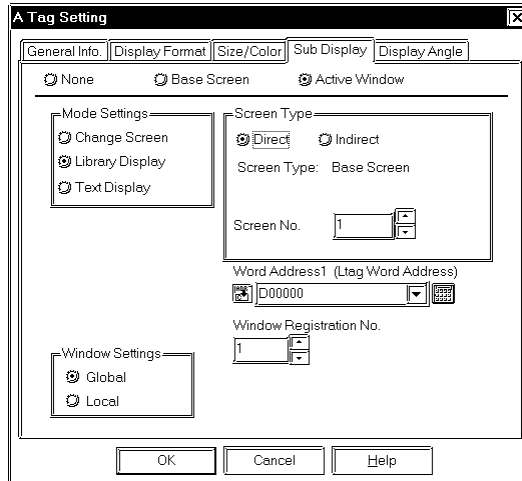 A Tag Setting
General Info. Display Format Size/Color Sub Display Display Angle
None Base Screen Active Window
Mode Settings
Change Screen
Library Display
Text Display
Screen Type
Direct Indirect
Screen Type: Base Screen
Screen No. 1
Word Address1 (Ltag Word Address)
D00000
Window Registration No.
1
Window Settings
Global
Local
OK Cancel Help